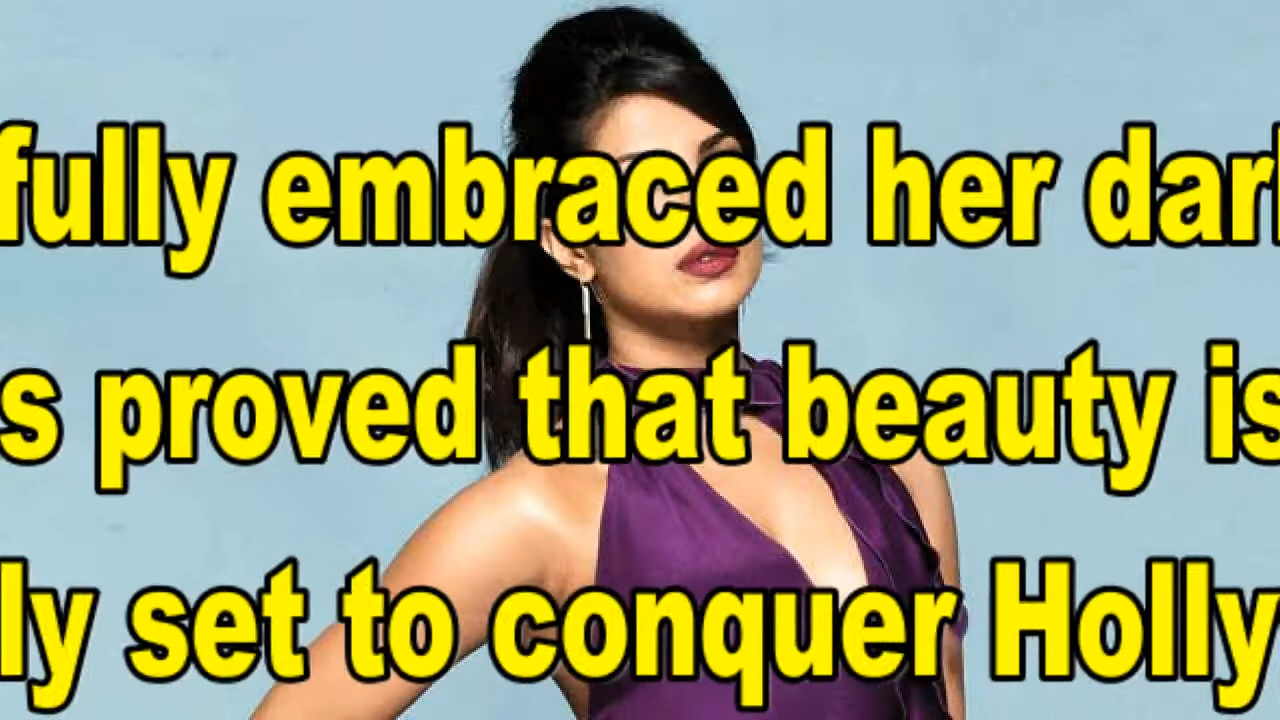 fully embraced her dar
s proved that beauty is
ly set to conquer Holly